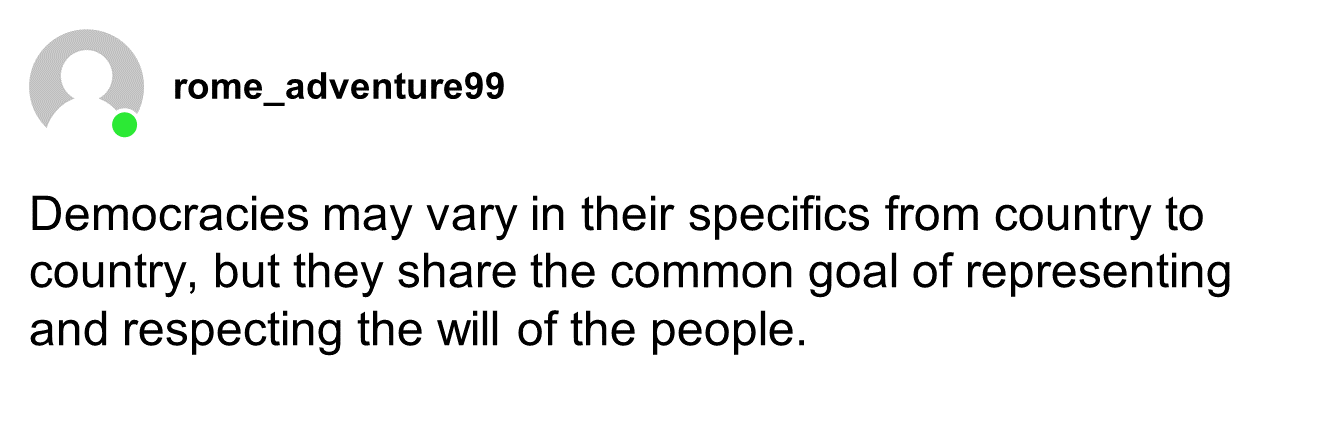 rome_adventure99
Democracies may vary in their specifics from country to
country, but they share the common goal of representing
and respecting the will of the people.